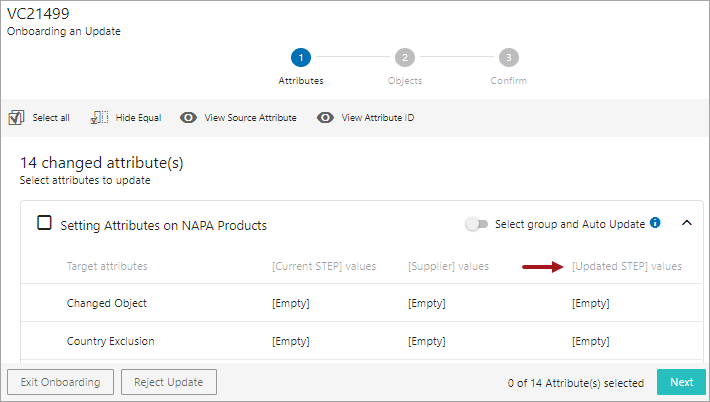 VC21499
Onboarding an Update
1 2 3
Attributes Objects Confirm
Select all Hide Equal View Source Attribute View Attribute ID
14 changed attribute(s)
Select attributes to update
Setting Attributes on NAPA Products Select group and Auto Update i
Target attributes [Current STEP] values [Supplier] values [Updated STEP] values
Changed Object [Empty] [Empty] [Empty]
Country Exclusion [Empty] [Empty] [Empty]
Exit Onboarding Reject Update 0 of 14 Attribute(s) selected Next